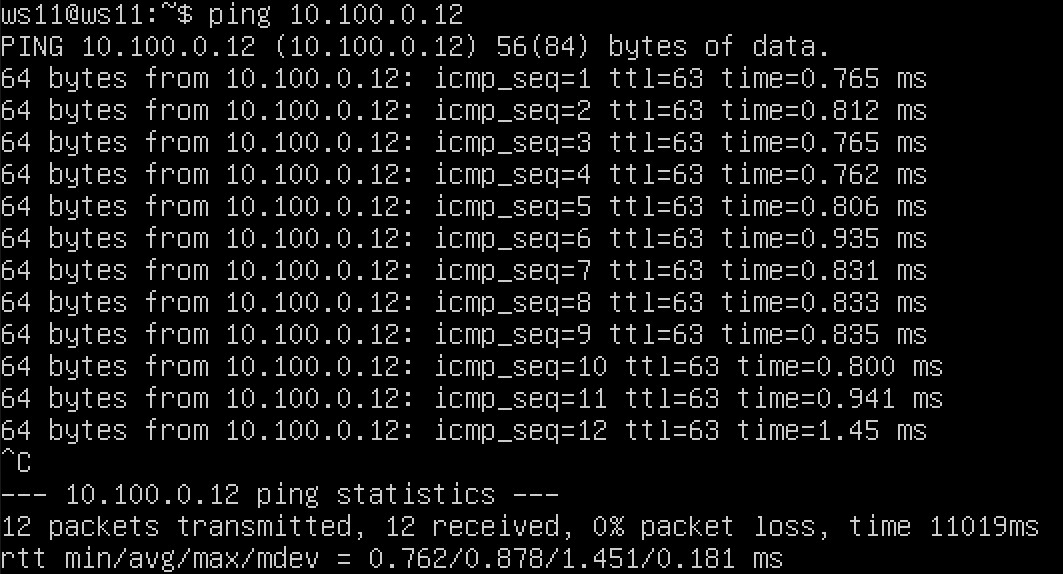 ws11@ws11:~$ ping 10.100.0.12
PING 10.100.0.12 (10.100.0.12) 56(84) bytes of data.
64 bytes from 10.100.0.12: icmp_seq=1 ttl=63 time=0.765 ms
64 bytes from 10.100.0.12: icmp_seq=2 ttl=63 time=0.812 ms
64 bytes from 10.100.0.12: icmp_seq=3 ttl=63 time=0.765 ms
64 bytes from 10.100.0.12: icmp_seq=4 ttl=63 time=0.762 ms
64 bytes from 10.100.0.12: icmp_seq=5 ttl=63 time=0.806 ms
64 bytes from 10.100.0.12: icmp_seq=6 ttl=63 time=0.935 ms
64 bytes from 10.100.0.12: icmp_seq=7 ttl=63 time=0.831 ms
64 bytes from 10.100.0.12: icmp_seq=8 ttl=63 time=0.833 ms
64 bytes from 10.100.0.12: icmp_seq=9 ttl=63 time=0.835 ms
64 bytes from 10.100.0.12: icmp_seq=10 ttl=63 time=0.800 ms
64 bytes from 10.100.0.12: icmp_seq=11 ttl=63 time=0.941 ms
64 bytes from 10.100.0.12: icmp_seq=12 ttl=63 time=1.45 ms
^C
--- 10.100.0.12 ping statistics ---
12 packets transmitted, 12 received, 0% packet loss, time 11019ms
rtt min/avg/max/mdev = 0.762/0.878/1.451/0.181 ms